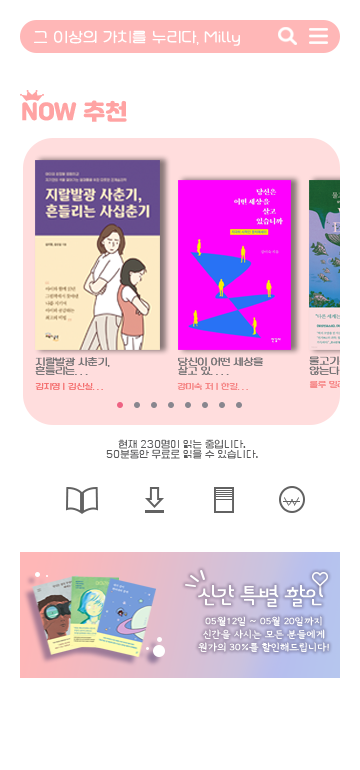 그 이상의 가치를 누리다, Milly
NOW 추천
지랄발광 사춘기,
흔들리는 사십춘기
당신은
어떤 세상을
살고
있습니까
지랄발광 사춘기,
흔들리는...
김지영 | 김신실...
당신이 어떤 세상을
살고 있....
물고기
않는다
룰루 밀러
현재 230명이 읽는 중입니다.
50분동안 무료로 읽을 수 있습니다.
신간 특별 할인
05월12일 ~ 05월 20일까지
신간을 사시는 모든 분들에게
원가의 30%를 할인해드립니다!